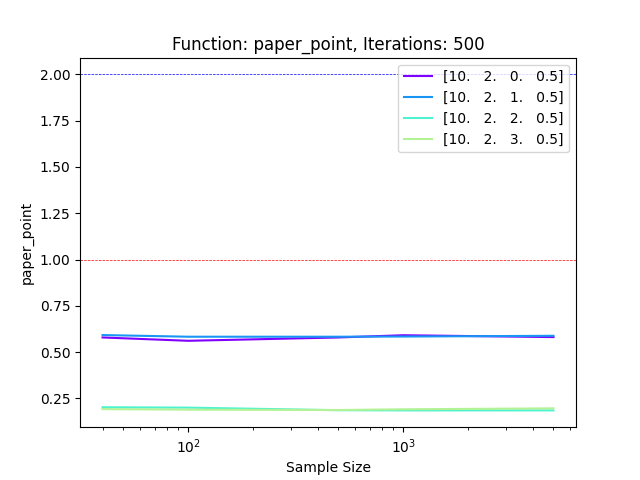 Function: paper_point, Iterations: 500
2.00
1.75
1.50
1.25
1.00
0.75
0.50
0.25
paper_point
[10. 2. 0. 0.5]
[10. 2. 1. 0.5]
[10. 2. 2. 0.5]
[10. 2. 3. 0.5]
10²
10³
Sample Size